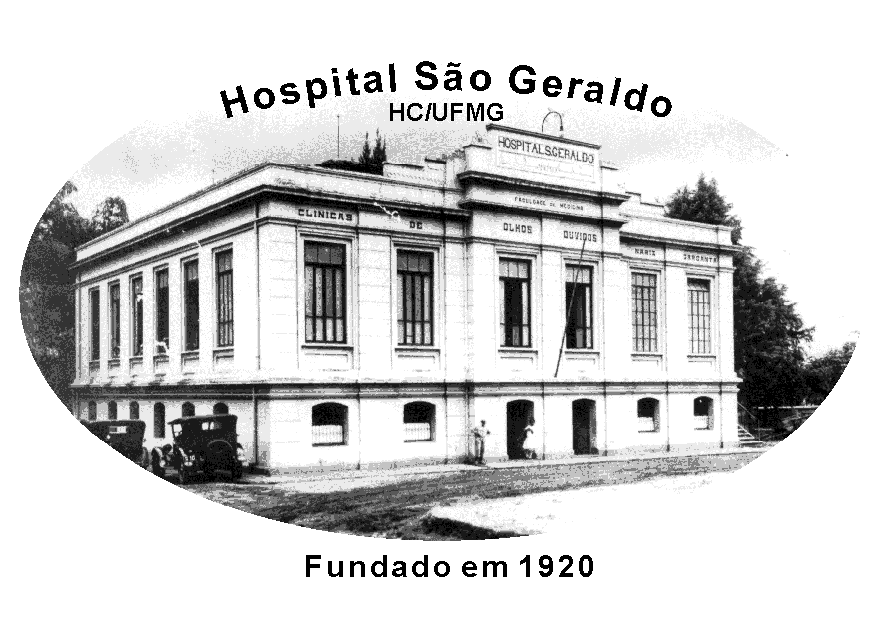 Hospital São Geraldo
HC/UFMG
HOSPITAL S. GERALDO
FACULDADE DE MEDICINA
CLINICAS DE OLHOS OUVIDOS NARIZ GARGANTA
Fundado em 1920